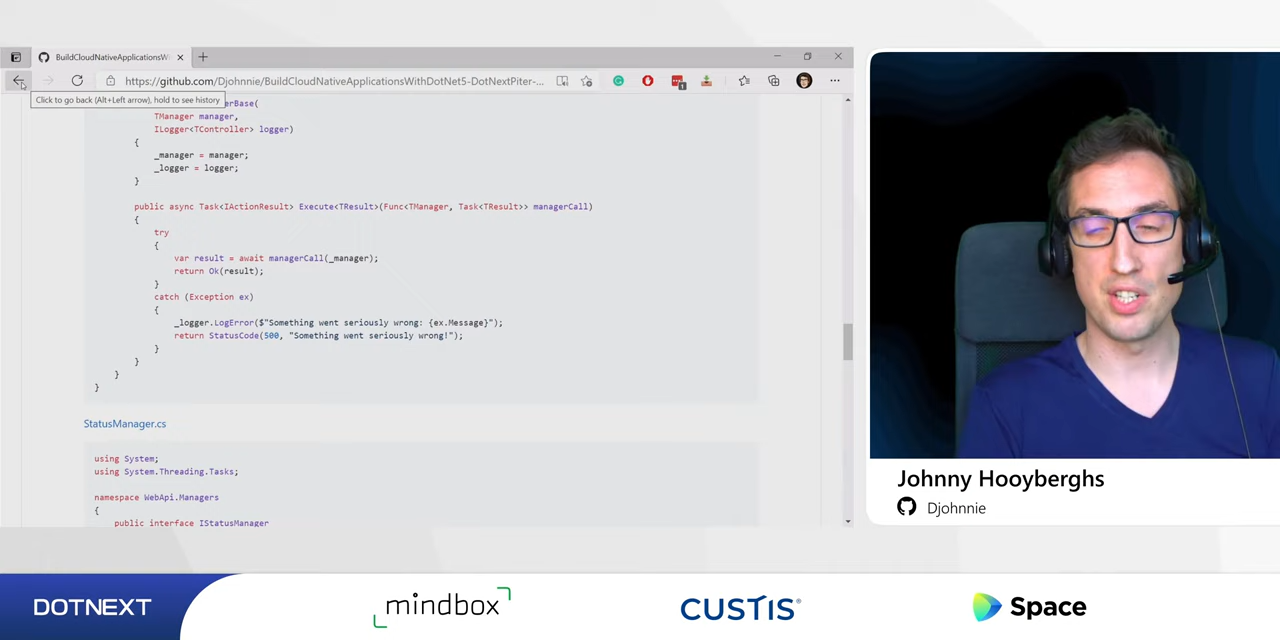 BuildCloudNativeApplicationsWi
https://github.com/Djohnnie/BuildCloudNativeApplicationsWithDotNet5-DotNextPiter-...
1
Click to go back (Alt+Left arrow), hold to see history
erBase(
TManager manager,
ILogger<TController> logger)
{
_manager = manager;
_logger = logger;
}
public async Task<IActionResult> Execute<TResult>(Func<TManager, Task<TResult>> managerCall)
{
try
{
var result = await managerCall(_manager);
return Ok(result);
}
catch (Exception ex)
{
_logger.LogError($"Something went seriously wrong: {ex.Message}");
return StatusCode(500, "Something went seriously wrong!");
}
}
}
}
StatusManager.cs
using System;
using System.Threading.Tasks;
namespace WebApi.Managers
{
public interface IStatusManager
Johnny Hooyberghs
Djohnnie
DOTNEXT
mindbox
CUSTIS®
Space